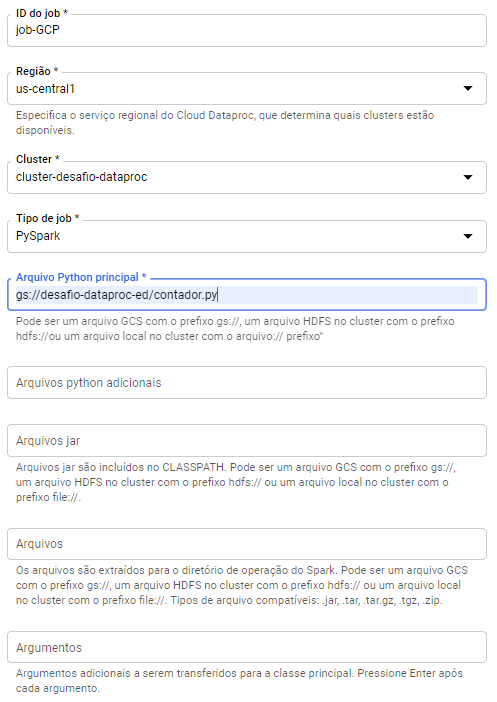 ID do job *
job-GCP
Região *
us-central1
Especifica o serviço regional do Cloud Dataproc, que determina quais clusters estão
disponíveis.
Cluster *
cluster-desafio-dataproc
Tipo de job *
PySpark
Arquivo Python principal *
gs://desafio-dataproc-ed/contador.py
Pode ser um arquivo GCS com o prefixo gs://, um arquivo HDFS no cluster com o prefixo
hdfs://ou um arquivo local no cluster com o arquivo:// prefixo"
Arquivos python adicionais
Arquivos jar
Arquivos jar são incluídos no CLASSPATH. Pode ser um arquivo GCS com o prefixo gs://,
um arquivo HDFS no cluster com o prefixo hdfs:// ou um arquivo local no cluster com o
prefixo file://.
Arquivos
Os arquivos são extraídos para o diretório de operação do Spark. Pode ser um arquivo GCS
com o prefixo gs://, um arquivo HDFS no cluster com o prefixo hdfs:// ou um arquivo local
no cluster com o prefixo file://. Tipos de arquivo compatíveis: .jar, .tar, .tar.gz, .tgz, .zip.
Argumentos
Argumentos adicionais a serem transferidos para a classe principal. Pressione Enter após
cada argumento.